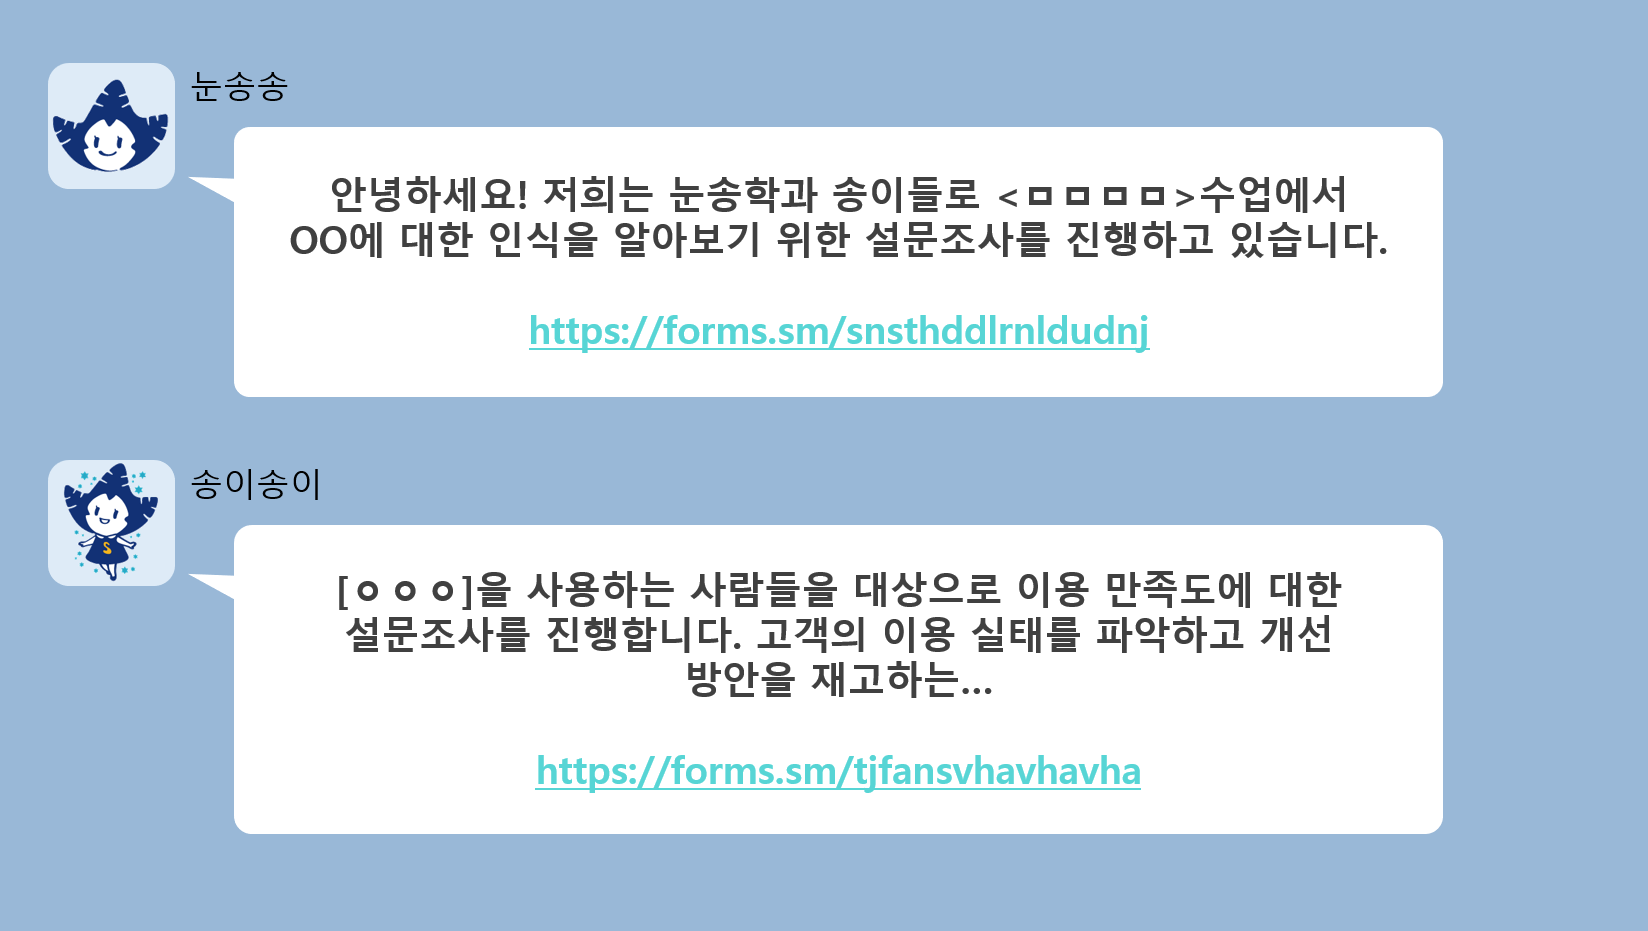 눈송송
안녕하세요! 저희는 눈송학과 송이들로 <ㅁㅁㅁㅁ>수업에서
OO에 대한 인식을 알아보기 위한 설문조사를 진행하고 있습니다.
https://forms.sm/snsthddlrnldudnj
송이송이
[ㅇㅇㅇ]을 사용하는 사람들을 대상으로 이용 만족도에 대한
설문조사를 진행합니다. 고객의 이용 실태를 파악하고 개선
방안을 재고하는...
https://forms.sm/tjfansvhavhavha